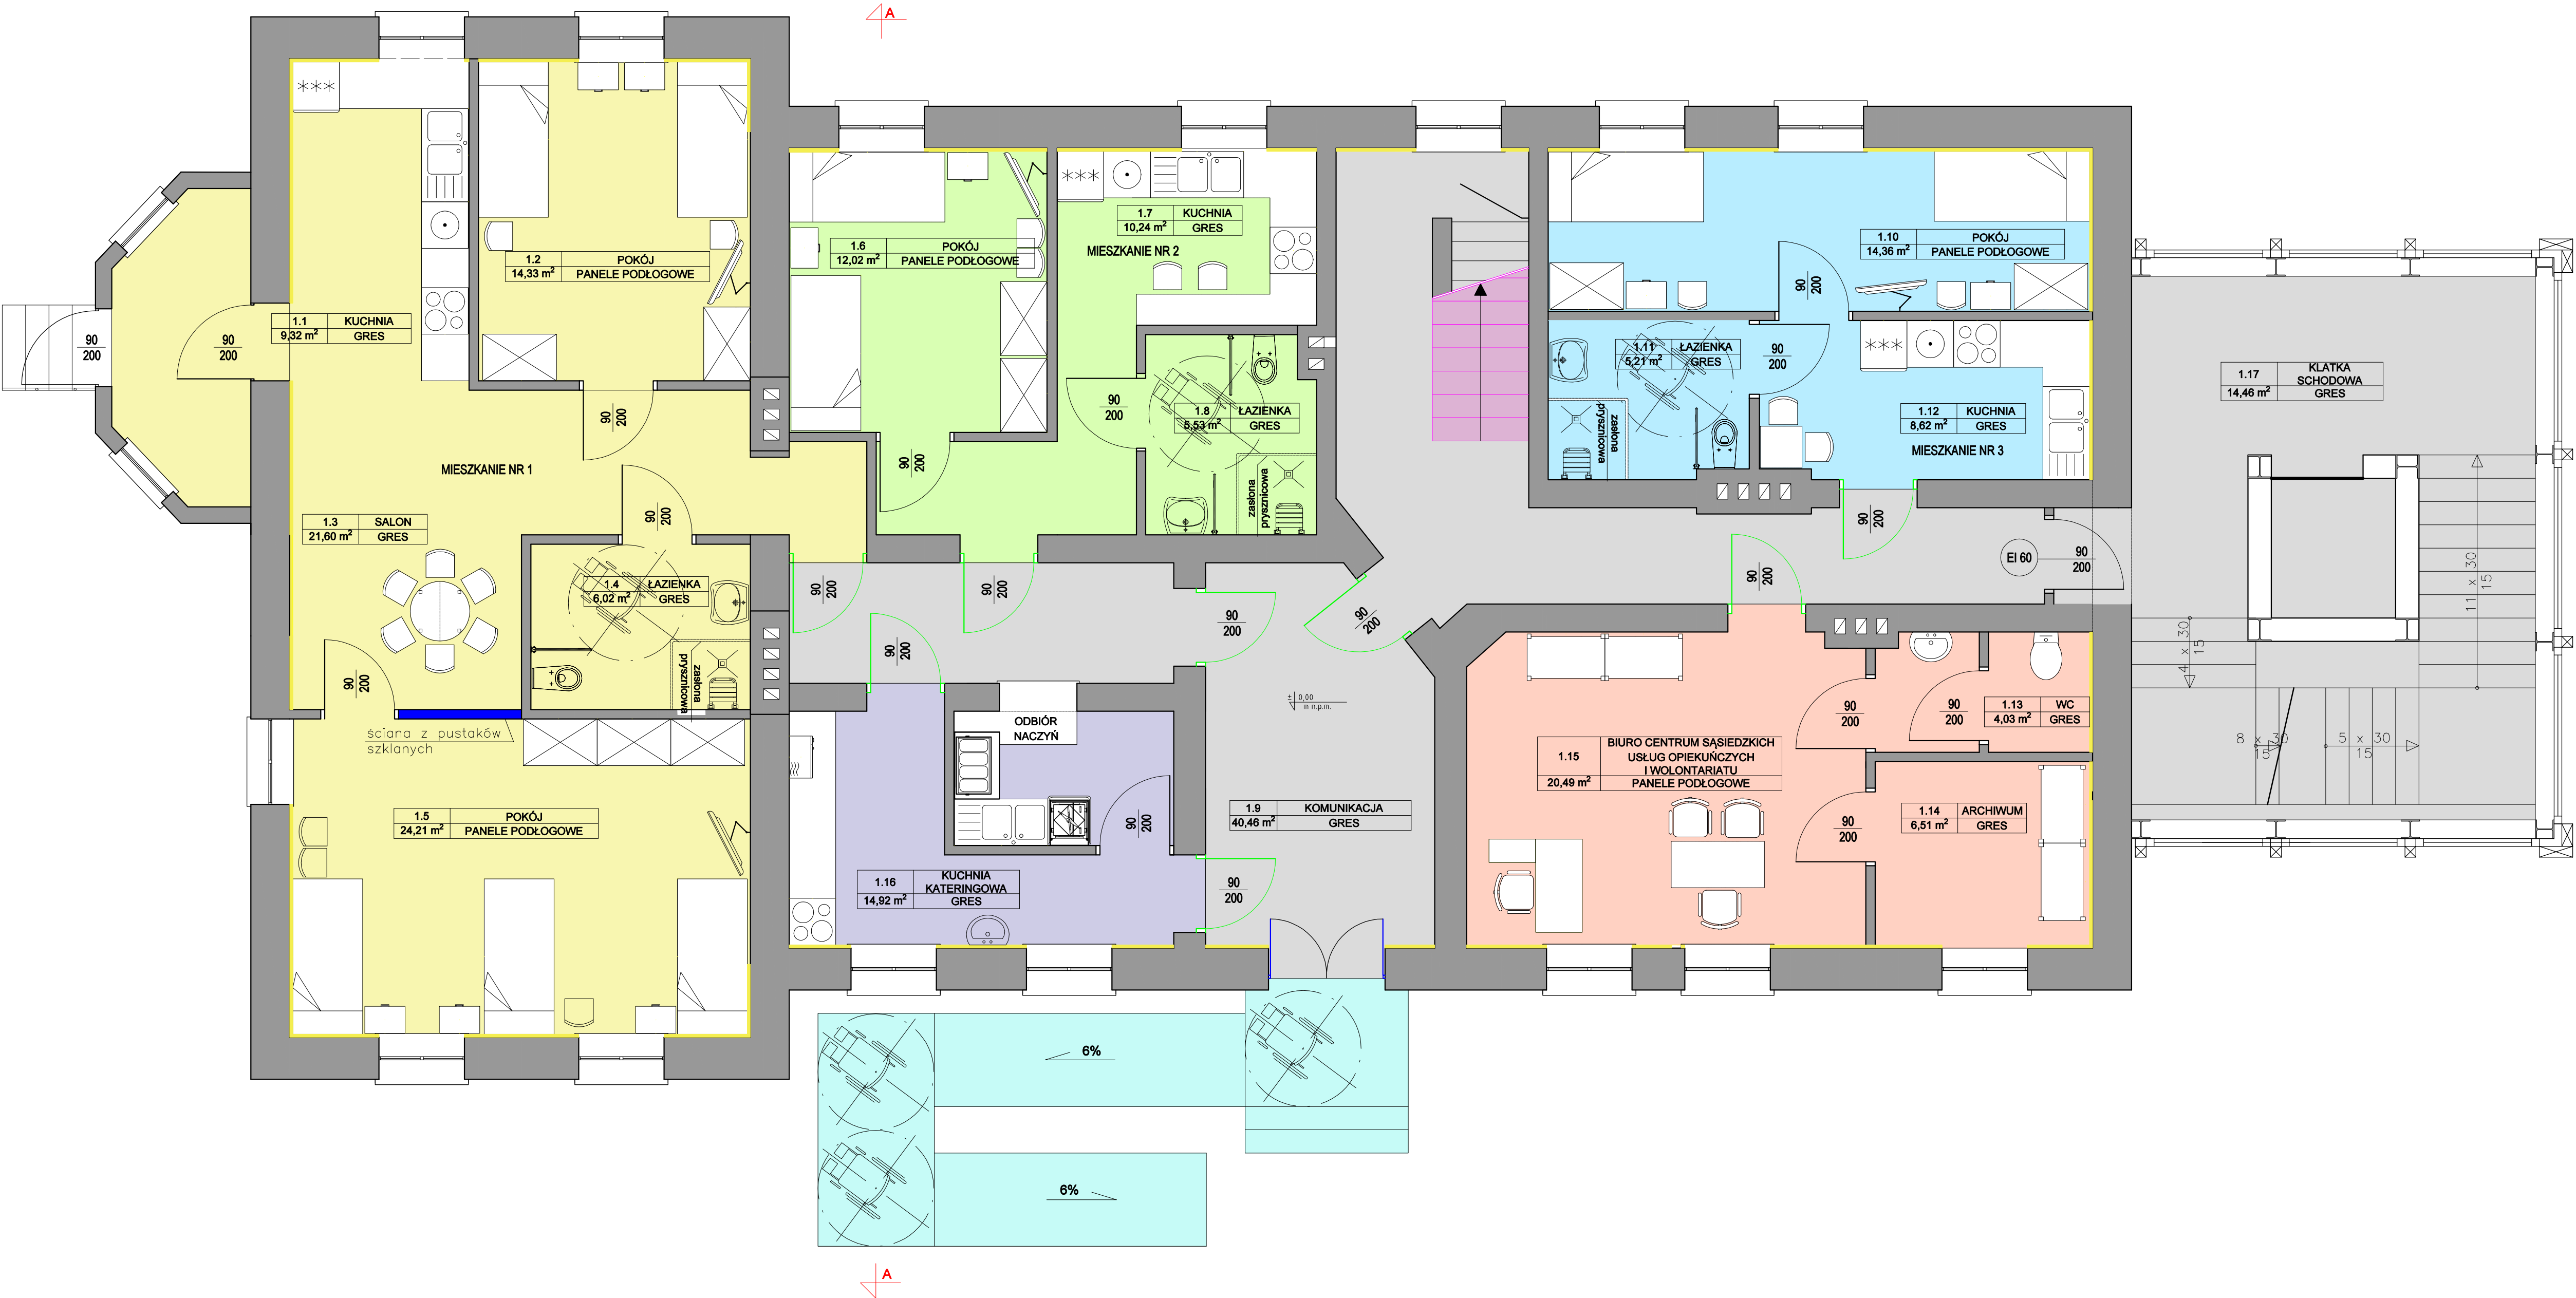 A
***
1.2 POKÓJ
14,33 m² PANELE PODŁOGOWE
1.1 KUCHNIA
9,32 m² GRES
90
200
90
200
90
200
MIESZKANIE NR 1
1.3 SALON
21,60 m² GRES
90
200
1.4 ŁAZIENKA
6,02 m² GRES
zasłona
prysznicowa
90
200
ściana z pustaków
szklanych
1.5 POKÓJ
24,21 m² PANELE PODŁOGOWE
1.6 POKÓJ
12,02 m² PANELE PODŁOGOWE
90
200
***
1.7 KUCHNIA
10,24 m² GRES
MIESZKANIE NR 2
90
200
1.8 ŁAZIENKA
5,53 m² GRES
zasłona
prysznicowa
90
200
90
200
90
200
90
200
90
200
ODBIÓR
NACZYŃ
90
200
1.16 KUCHNIA
KATERINGOWA
14,92 m² GRES
90
200
± 0,00
m n.p.m.
1.9 KOMUNIKACJA
40,46 m² GRES
1.10 POKÓJ
14,36 m² PANELE PODŁOGOWE
90
200
1.11 ŁAZIENKA
5,21 m² GRES
90
200
zasłona
prysznicowa
***
1.12 KUCHNIA
8,62 m² GRES
MIESZKANIE NR 3
90
200
90
200
EI 60
90
200
1.17 KLATKA
SCHODOWA
14,46 m² GRES
11 x 30
15
4 x 30
15
8 x 30
15
5 x 30
15
90
200
90
200
1.13 WC
4,03 m² GRES
1.15 BIURO CENTRUM SĄSIEDZKICH
USŁUG OPIEKUŃCZYCH
I WOLONTARIATU
20,49 m² PANELE PODŁOGOWE
90
200
1.14 ARCHIWUM
6,51 m² GRES
6%
6%
A